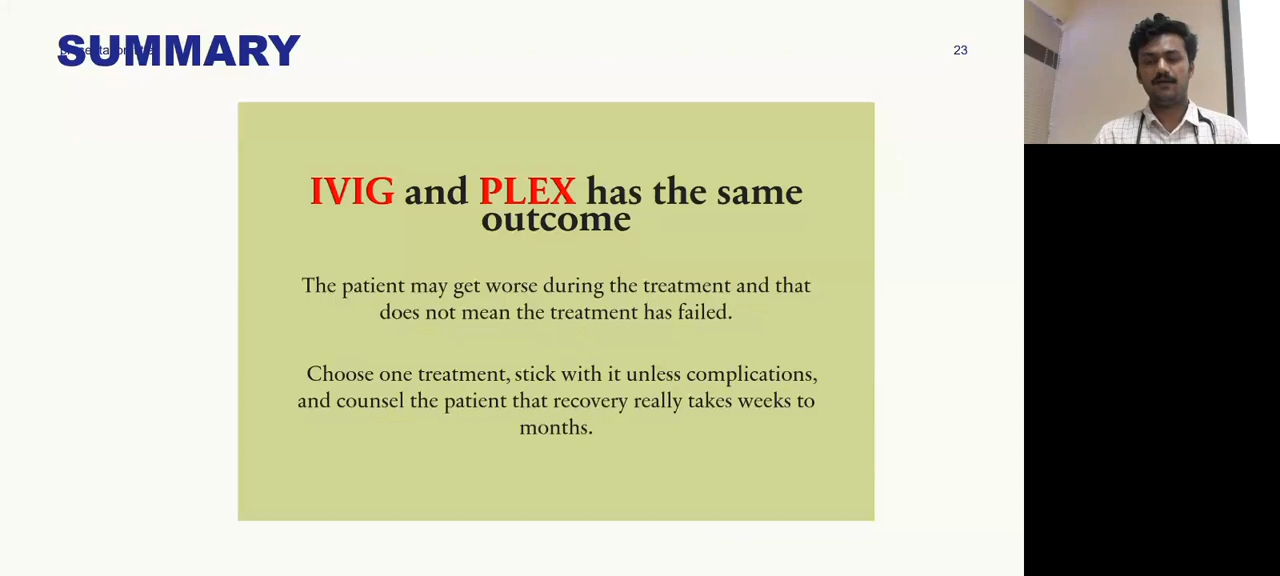 SUMMARY
23
IVIG and PLEX has the same
outcome
The patient may get worse during the treatment and that
does not mean the treatment has failed.
Choose one treatment, stick with it unless complications,
and counsel the patient that recovery really takes weeks to
months.